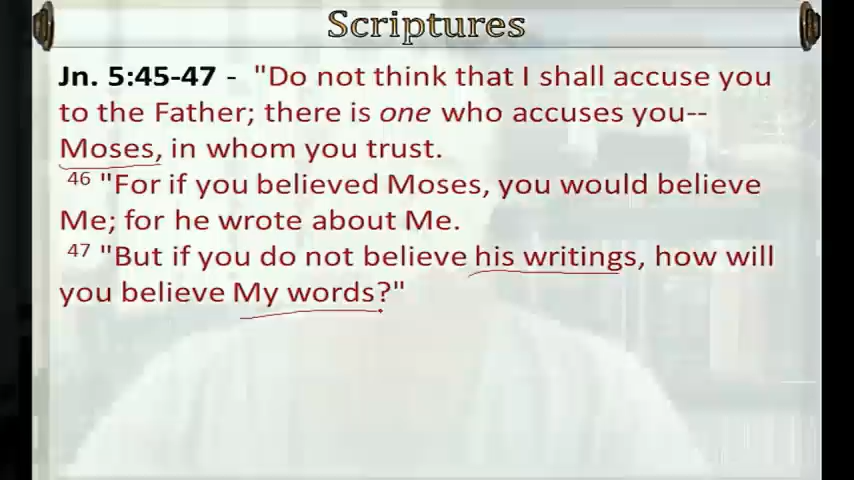 Scriptures
Jn. 5:45-47 - "Do not think that I shall accuse you
to the Father; there is one who accuses you--
Moses, in whom you trust.
46 "For if you believed Moses, you would believe
Me; for he wrote about Me.
47 "But if you do not believe his writings, how will
you believe My words?"